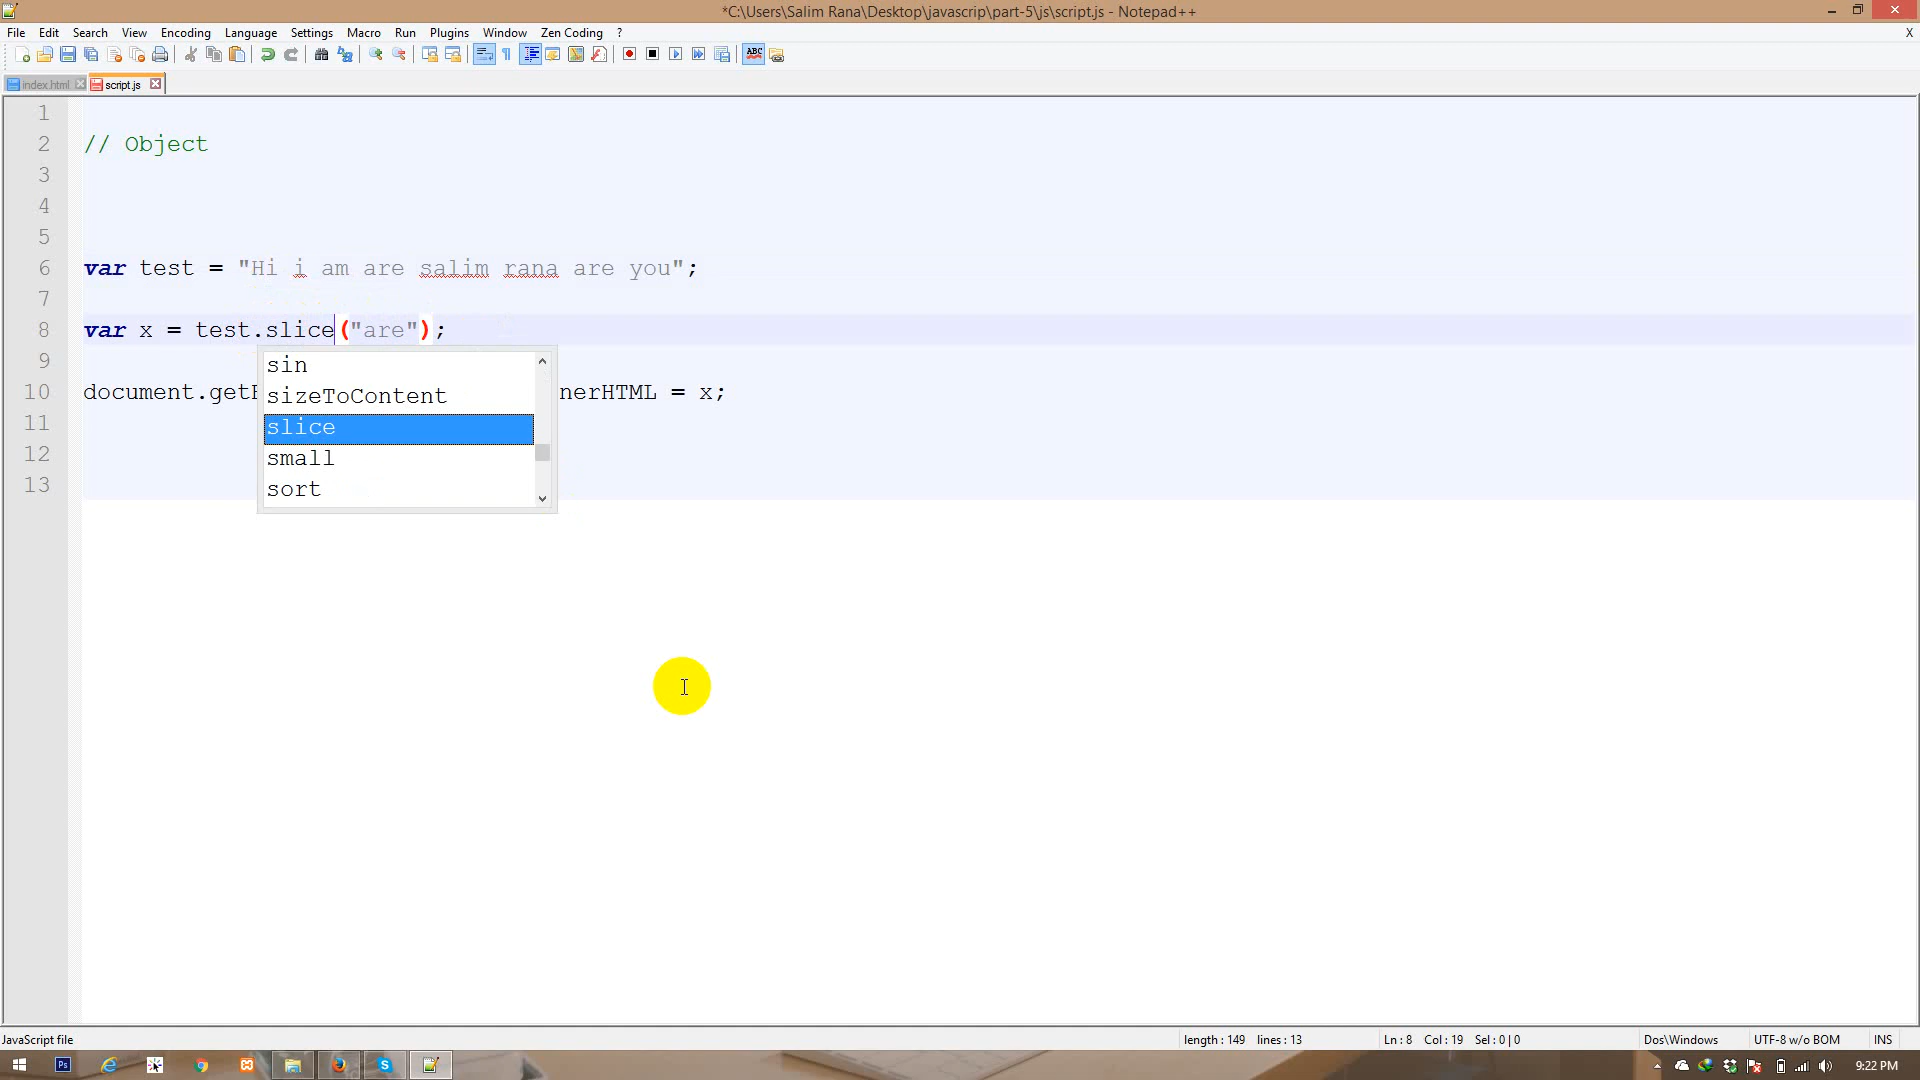 *C:\Users\Salim Rana\Desktop\javascrip\part-5\js\script.js - Notepad++
File Edit Search View Encoding Language Settings Macro Run Plugins Window Zen Coding ? X
ABC
index.html script.js
1
2 // Object
3
4
5
6 var test = "Hi i am are salim rana are you";
7
8 var x = test.slice("are");
9
sin
10 document.get nerHTML = x;
sizeToContent
11
slice
12
small
13
sort
JavaScript file length : 149 lines : 13 Ln : 8 Col : 19 Sel : 0 | 0 Dos\Windows UTF-8 w/o BOM INS
Ps S 9:22 PM